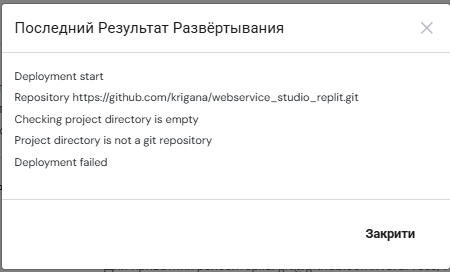 Последний Результат Развёртывания
Deployment start
Repository https://github.com/krigana/webservice_studio_replit.git
Checking project directory is empty
Project directory is not a git repository
Deployment failed
Закрити